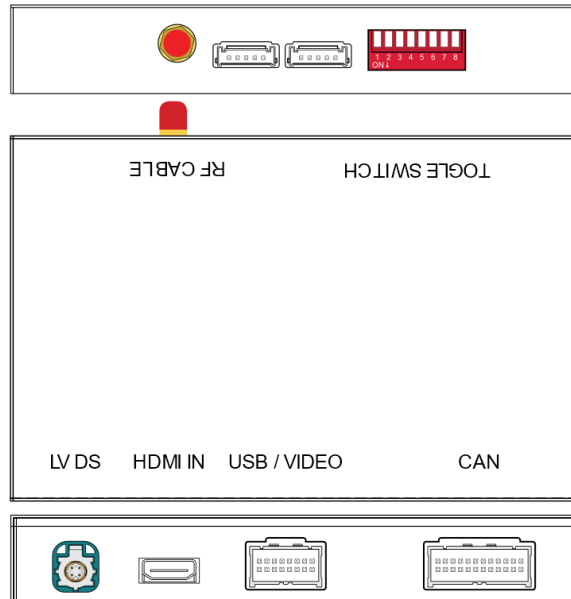 1 2 3 4 5 6 7 8
ON↓
RF CABLE
TOGLE SWITCH
LV DS
HDMI IN
USB / VIDEO
CAN